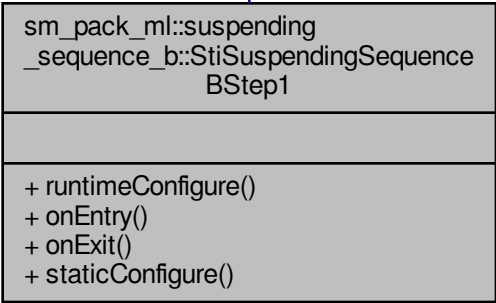 sm_pack_ml::suspending
_sequence_b::StiSuspendingSequence
BStep1
+ runtimeConfigure()
+ onEntry()
+ onExit()
+ staticConfigure()